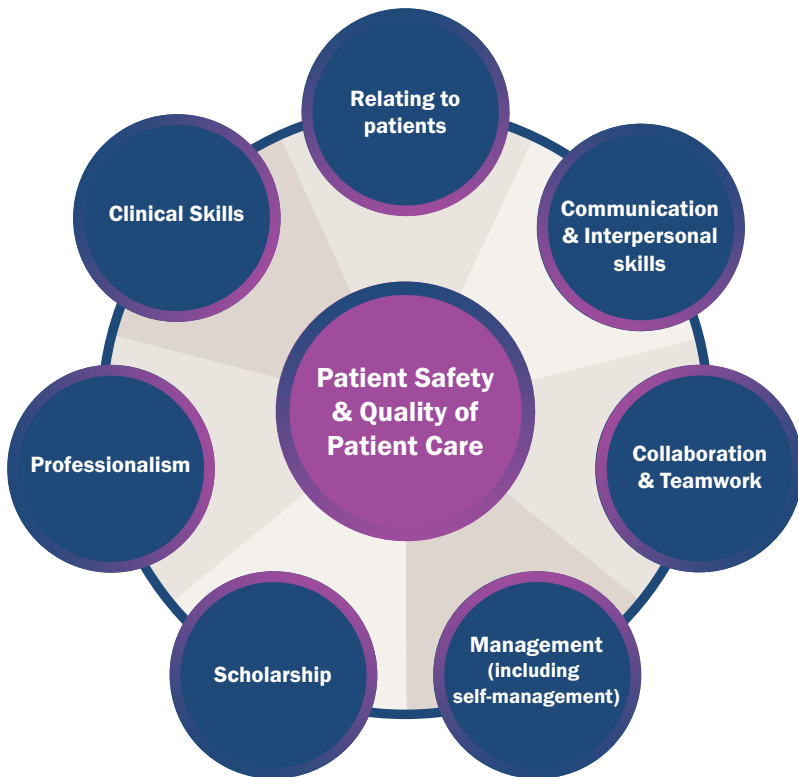 Relating to
patients
Communication
& Interpersonal
skills
Collaboration
& Teamwork
Management
(including
self-management)
Scholarship
Professionalism
Clinical Skills
Patient Safety
& Quality of
Patient Care